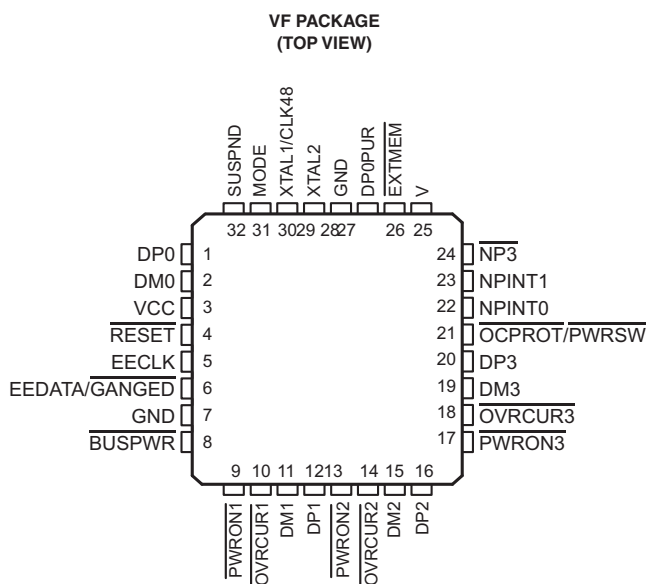 VF PACKAGE
(TOP VIEW)
SUSPND
MODE
XTAL1/CLK48
XTAL2
GND
DP0PUR
EXTMEM
V
32 31 30 29 28 27 26 25
DP0 1
DM0 2
VCC 3
RESET 4
EECLK 5
EEDATA/GANGED 6
GND 7
BUSPWR 8
24 NP3
23 NPINT1
22 NPINT0
21 OCPROT/PWRSW
20 DP3
19 DM3
18 OVRCUR3
17 PWRON3
9 10 11 12 13 14 15 16
PWRON1
OVRCUR1
DM1
DP1
PWRON2
OVRCUR2
DM2
DP2